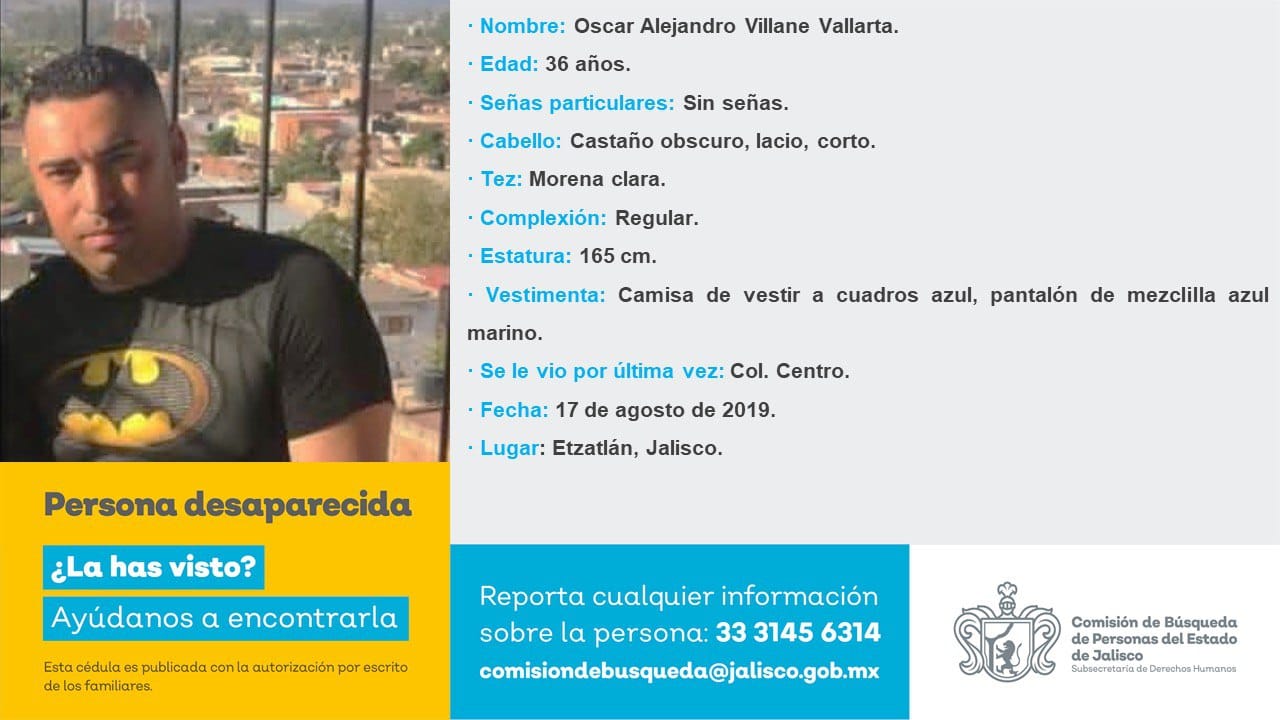 · Nombre: Oscar Alejandro Villane Vallarta.
· Edad: 36 años.
· Señas particulares: Sin señas.
· Cabello: Castaño obscuro, lacio, corto.
· Tez: Morena clara.
· Complexión: Regular.
· Estatura: 165 cm.
· Vestimenta: Camisa de vestir a cuadros azul, pantalón de mezclilla azul
marino.
· Se le vio por última vez: Col. Centro.
· Fecha: 17 de agosto de 2019.
· Lugar: Etzatlán, Jalisco.
Persona desaparecida
¿La has visto?
Ayúdanos a encontrarla
Esta cédula es publicada con la autorización por escrito
de los familiares.
Reporta cualquier información
sobre la persona: 33 3145 6314
comisiondebusqueda@jalisco.gob.mx
Comisión de Búsqueda
de Personas del Estado
de Jalisco
Subsecretaría de Derechos Humanos